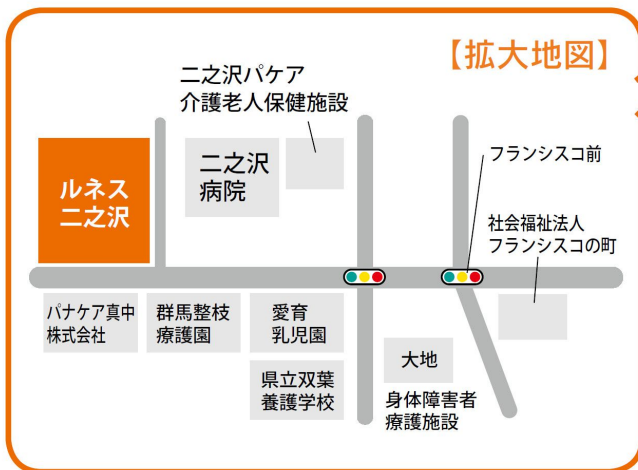 【拡大地図】
二之沢パケア
介護老人保健施設
ルネス
二之沢
二之沢
病院
フランシスコ前
社会福祉法人
フランシスコの町
パナケア真中
株式会社
群馬整枝
療護園
愛育
乳児園
県立双葉
養護学校
大地
身体障害者
療護施設